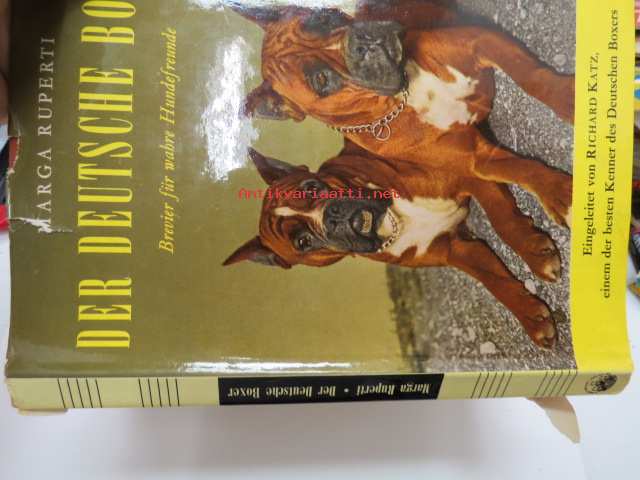 MARGA RUPERTI
DER DEUTSCHE BO
Brevier für wahre Hundefreunde
Antikvariaatti.net
Eingeleitet von RICHARD KATZ,
einem der besten Kenner des Deutschen Boxers
Marga Ruperti • Der Deutsche Boxer